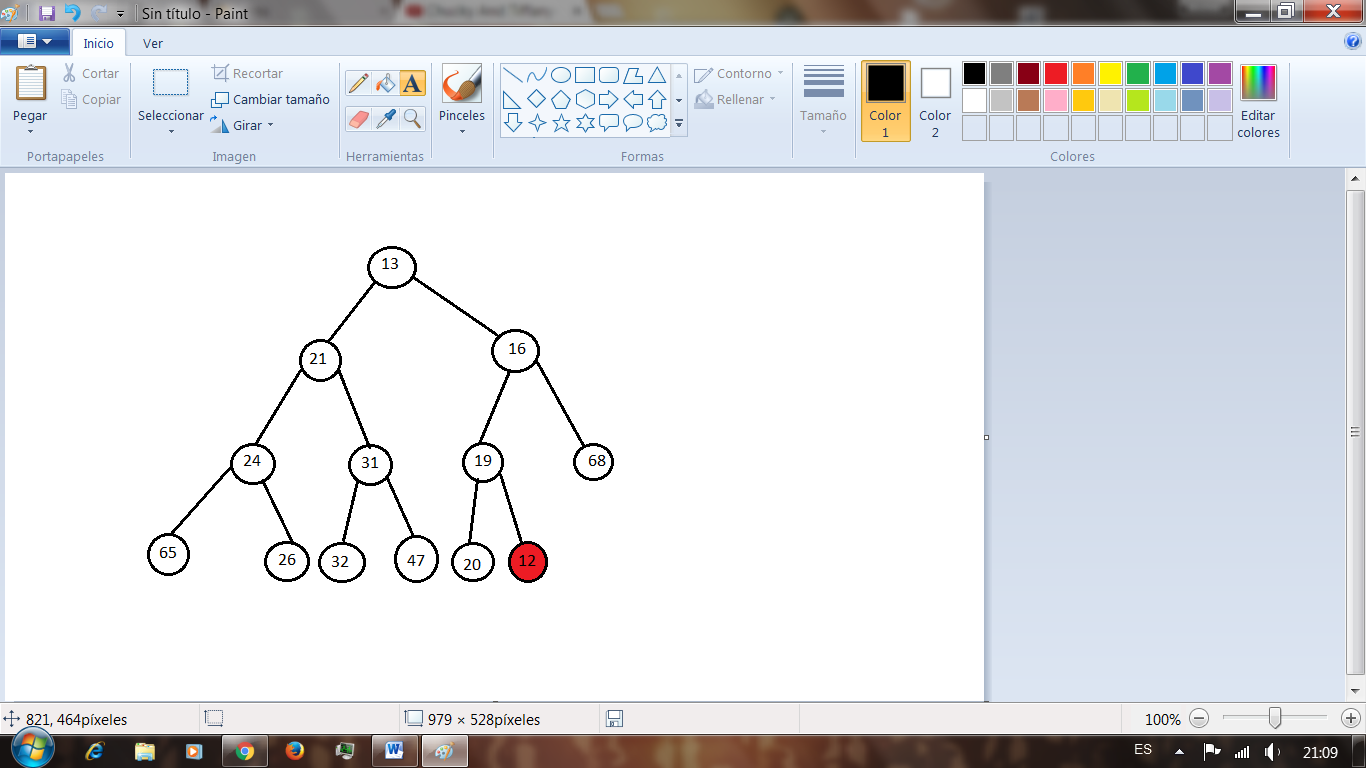 Sin título - Paint
Inicio Ver
Pegar
Cortar
Copiar
Portapapeles
Seleccionar
Recortar
Cambiar tamaño
Girar
Imagen
A
Herramientas
Pinceles
Contorno
Rellenar
Formas
Tamaño
Color
1
Color
2
Editar
colores
Colores
13
21 16
24 31 19 68
65 26 32 47 20 12
821, 464píxeles 979 × 528píxeles 100%
W ES 21:09